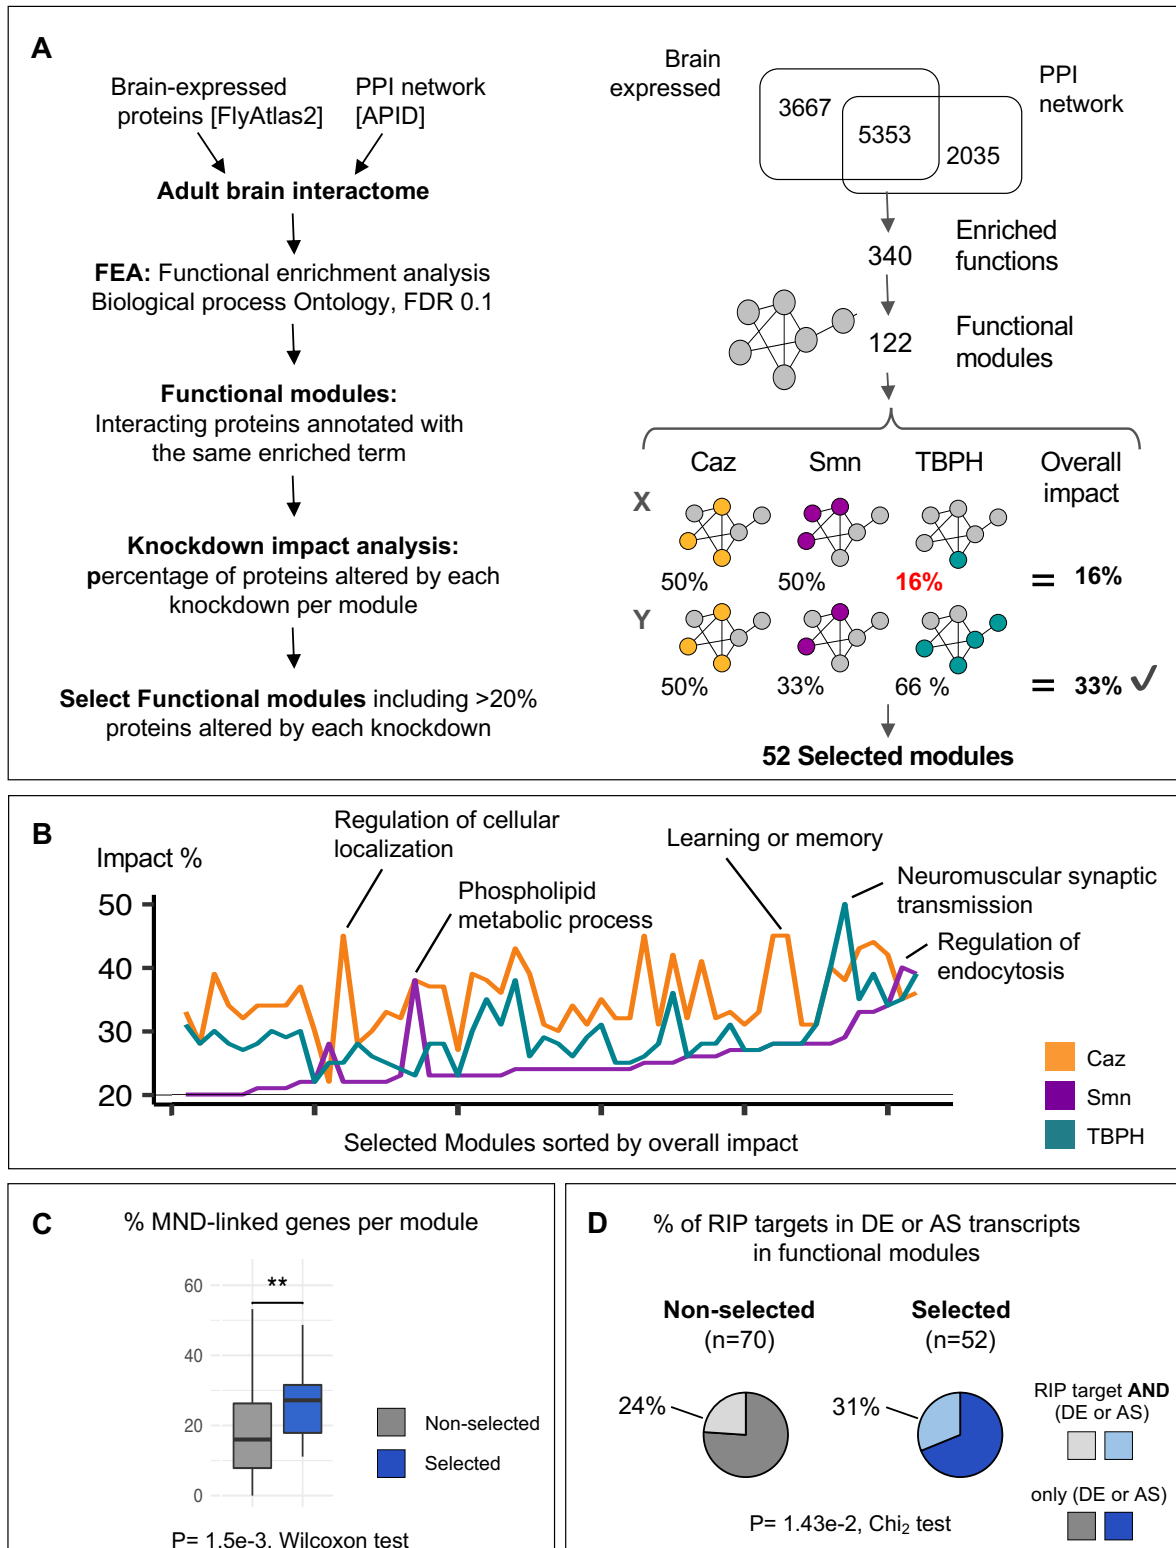 A
Brain-expressed
proteins [FlyAtlas2]
PPI network
[APID]
Adult brain interactome
FEA: Functional enrichment analysis
Biological process Ontology, FDR 0.1
Functional modules:
Interacting proteins annotated with
the same enriched term
Knockdown impact analysis:
percentage of proteins altered by each
knockdown per module
Select Functional modules including >20%
proteins altered by each knockdown
Brain
expressed
PPI
network
3667
5353
2035
340
Enriched
functions
122
Functional
modules
Caz
Smn
TBPH
Overall
impact
X
50%
50%
16%
= 16%
Y
50%
33%
66 %
= 33% ✓
52 Selected modules
B
Impact %
Regulation of cellular
localization
Phospholipid
metabolic process
Learning or memory
Neuromuscular synaptic
transmission
Regulation of
endocytosis
50
40
30
20
Caz
Smn
TBPH
Selected Modules sorted by overall impact
C
% MND-linked genes per module
60
40
20
0
**
Non-selected
Selected
P= 1.5e-3, Wilcoxon test
D
% of RIP targets in DE or AS transcripts
in functional modules
Non-selected
(n=70)
Selected
(n=52)
24%
31%
RIP target AND
(DE or AS)
only (DE or AS)
P= 1.43e-2, Chi₂ test